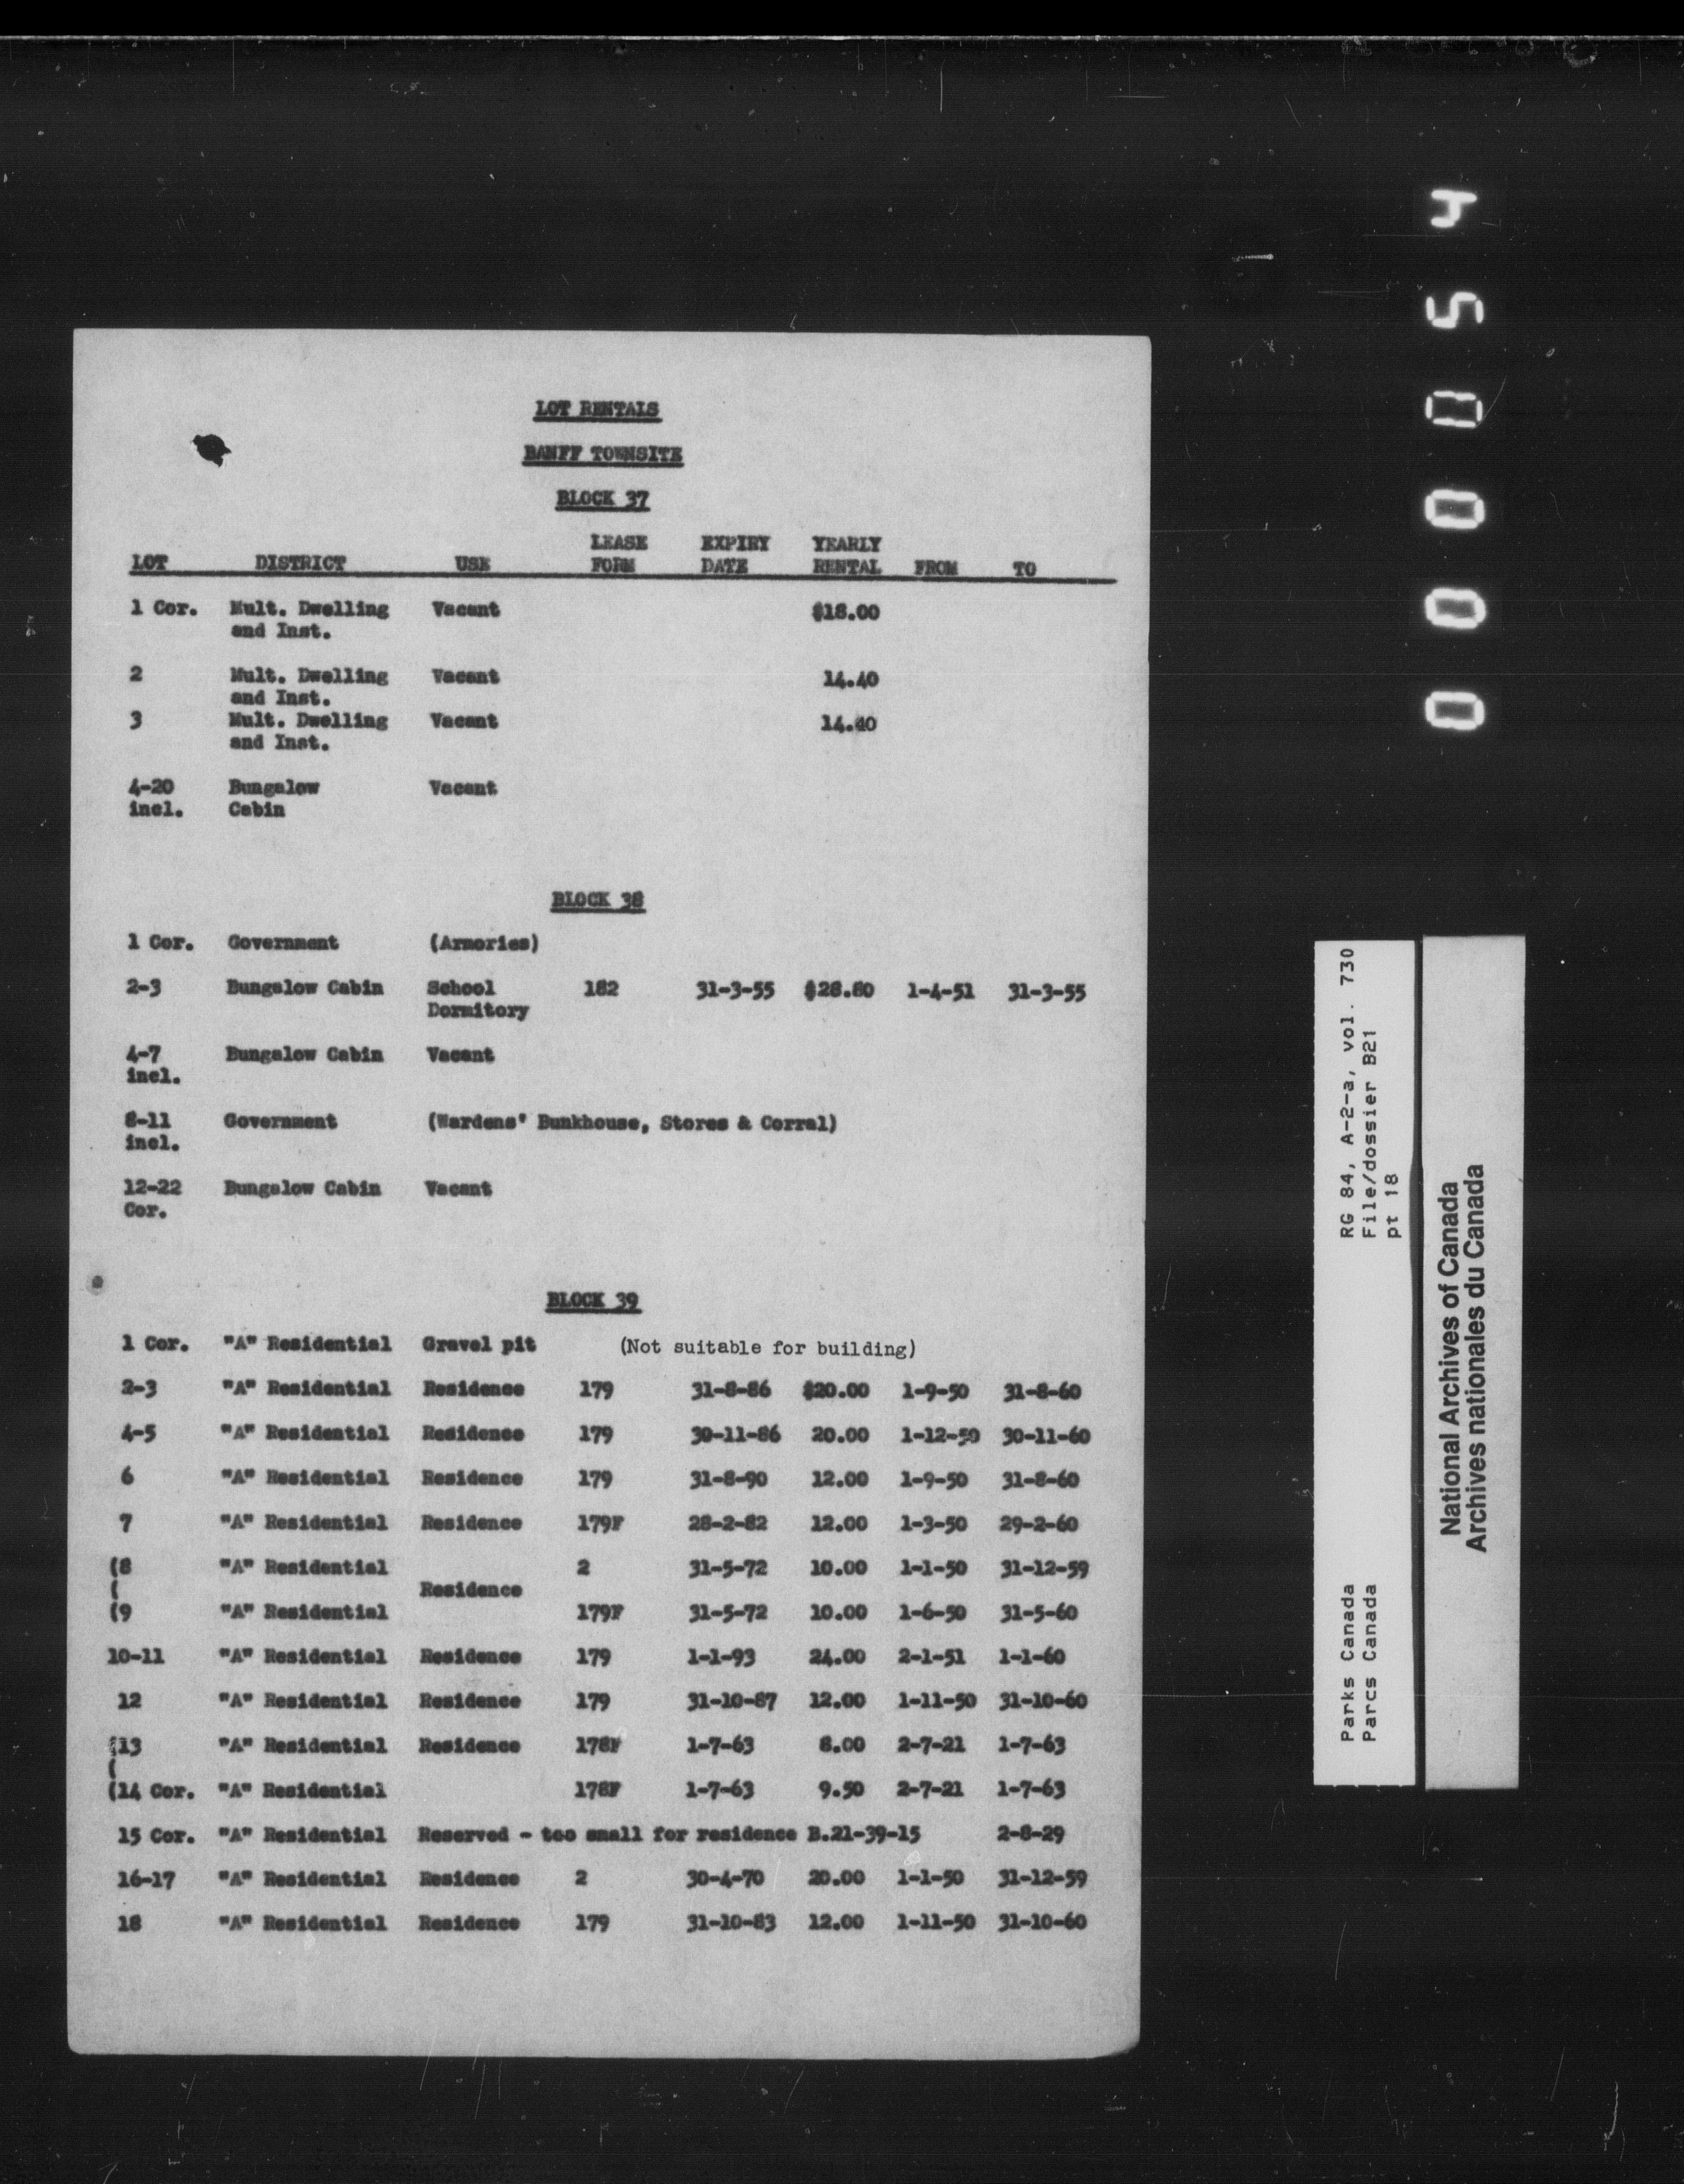 LOT RENTALS
BANFF TOWNSITE
BLOCK 37
LOT DISTRICT USE LEASE FORM EXPIRY DATE YEARLY RENTAL FROM TO
1 Cor. Mult. Dwelling Vacant $18.00
and Inst.
2 Mult. Dwelling Vacant 14.40
and Inst.
3 Mult. Dwelling Vacant 14.40
and Inst.
4-20 Bungalow Vacant
incl. Cabin
BLOCK 38
1 Cor. Government (Armories)
2-3 Bungalow Cabin School 182 31-3-55 $28.80 1-4-51 31-3-55
Dormitory
4-7 Bungalow Cabin Vacant
incl.
8-11 Government (Wardens' Bunkhouse, Stores & Corral)
incl.
12-22 Bungalow Cabin Vacant
Cor.
BLOCK 39
1 Cor. "A" Residential Gravel pit (Not suitable for building)
2-3 "A" Residential Residence 179 31-8-86 $20.00 1-9-50 31-8-60
4-5 "A" Residential Residence 179 30-11-86 20.00 1-12-50 30-11-60
6 "A" Residential Residence 179 31-8-90 12.00 1-9-50 31-8-60
7 "A" Residential Residence 179F 28-2-82 12.00 1-3-50 29-2-60
(8 "A" Residential 2 31-5-72 10.00 1-1-50 31-12-59
( Residence
(9 "A" Residential 179F 31-5-72 10.00 1-6-50 31-5-60
10-11 "A" Residential Residence 179 1-1-93 24.00 2-1-51 1-1-60
12 "A" Residential Residence 179 31-10-87 12.00 1-11-50 31-10-60
(13 "A" Residential Residence 178F 1-7-63 8.00 2-7-21 1-7-63
(
(14 Cor. "A" Residential 178F 1-7-63 9.50 2-7-21 1-7-63
15 Cor. "A" Residential Reserved - too small for residence B.21-39-15 2-8-29
16-17 "A" Residential Residence 2 30-4-70 20.00 1-1-50 31-12-59
18 "A" Residential Residence 179 31-10-83 12.00 1-11-50 31-10-60
000054
Parks Canada RG 84, A-2-a, vol. 730
Parcs Canada File/dossier B21
pt 18
National Archives of Canada
Archives nationales du Canada